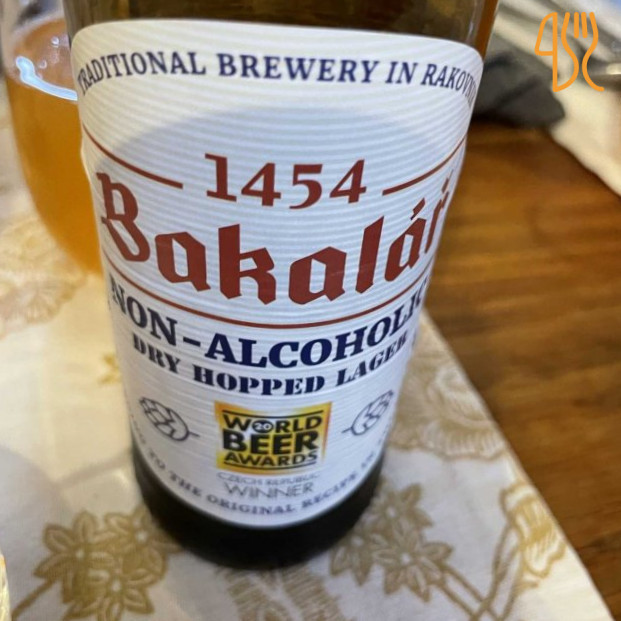 TRADITIONAL BREWERY IN
1454
Bakalář
NON-ALCOHOLIC
DRY HOPPED LAGER
WORLD
20
BEER
AWARDS
CZECH REPUBLIC
WINNER
TO THE ORIGINAL RECIPE